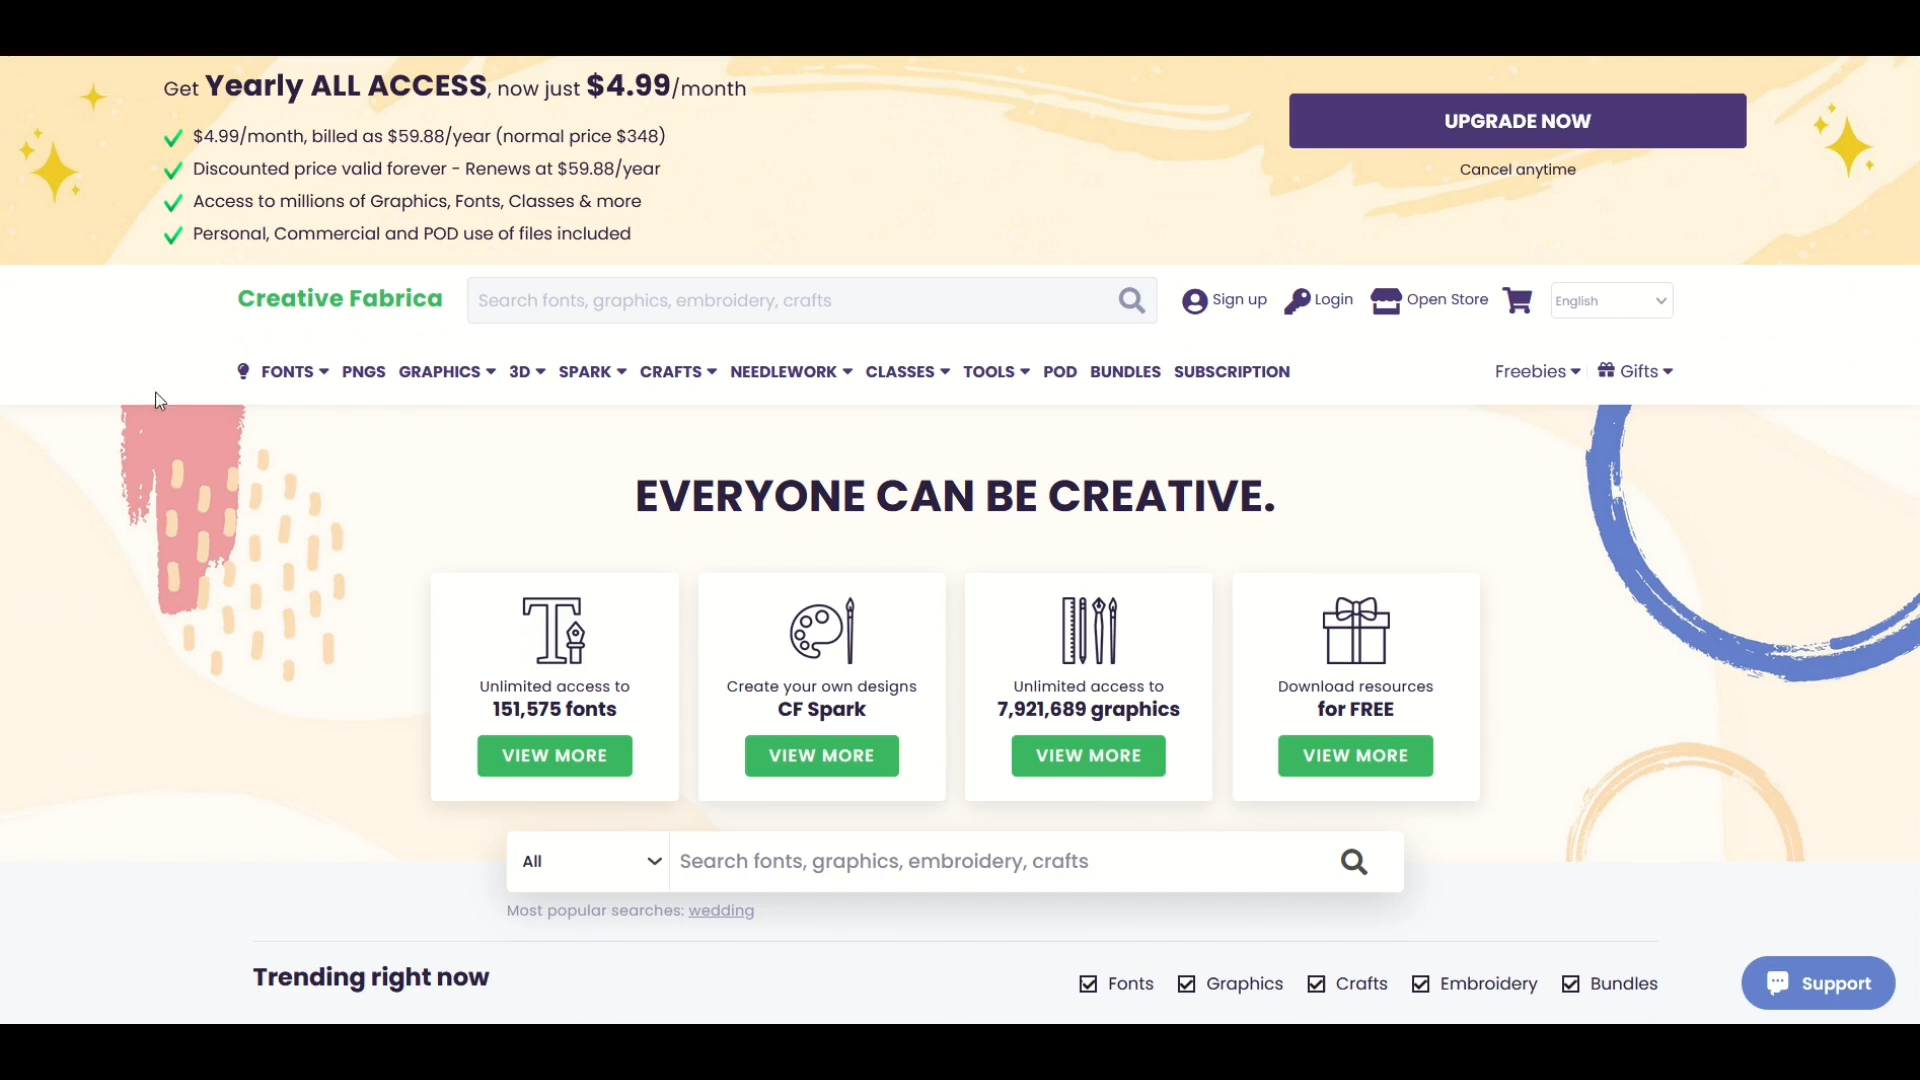 Get Yearly ALL ACCESS, now just $4.99/month
$4.99/month, billed as $59.88/year (normal price $348)
Discounted price valid forever - Renews at $59.88/year
Access to millions of Graphics, Fonts, Classes & more
Personal, Commercial and POD use of files included
UPGRADE NOW
Cancel anytime
Creative Fabrica
Search fonts, graphics, embroidery, crafts
Sign up
Login
Open Store
English
FONTS PNGS GRAPHICS 3D SPARK CRAFTS NEEDLEWORK CLASSES TOOLS POD BUNDLES SUBSCRIPTION
Freebies
Gifts
EVERYONE CAN BE CREATIVE.
Unlimited access to
151,575 fonts
VIEW MORE
Create your own designs
CF Spark
VIEW MORE
Unlimited access to
7,921,689 graphics
VIEW MORE
Download resources
for FREE
VIEW MORE
All
Search fonts, graphics, embroidery, crafts
Most popular searches: wedding
Trending right now
Fonts
Graphics
Crafts
Embroidery
Bundles
Support